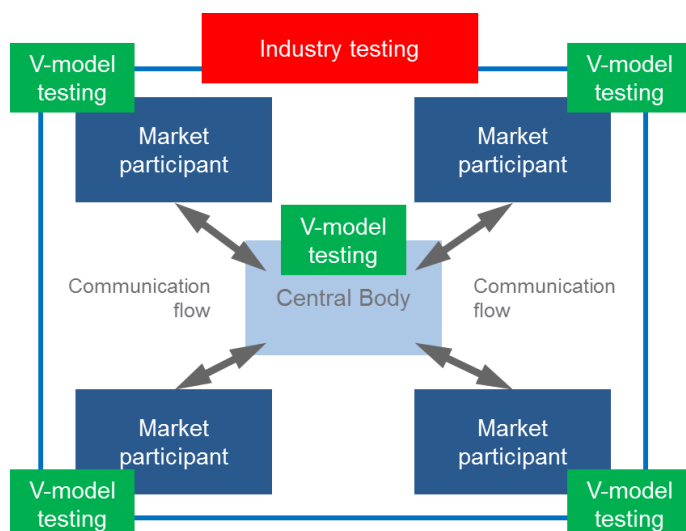 Industry testing
V-model
testing
V-model
testing
Market
participant
Market
participant
V-model
testing
Communication
flow
Central Body
Communication
flow
Market
participant
Market
participant
V-model
testing
V-model
testing